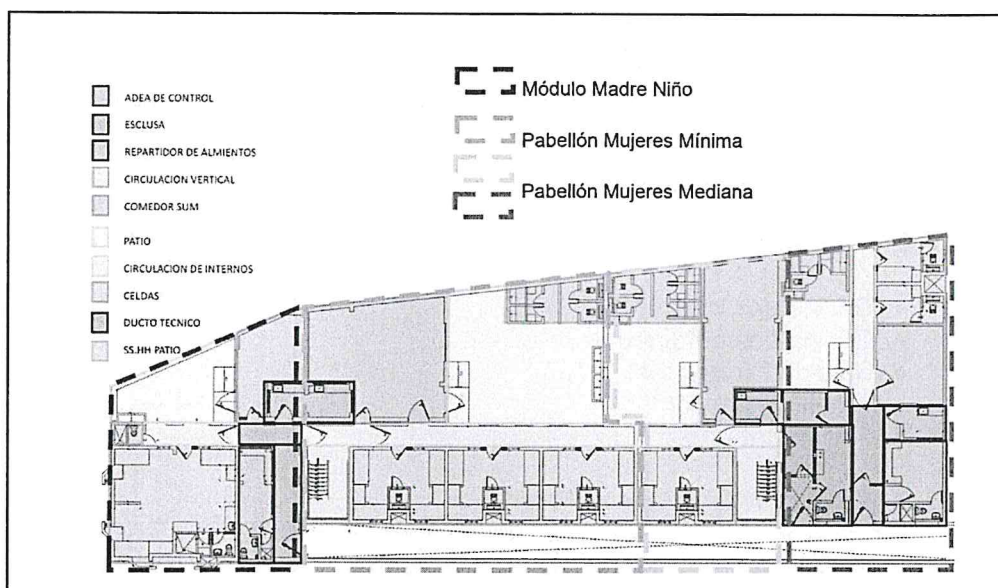 ADEA DE CONTROL
ESCLUSA
REPARTIDOR DE ALMIENTOS
CIRCULACION VERTICAL
COMEDOR SUM
PATIO
CIRCULACION DE INTERNOS
CELDAS
DUCTO TECNICO
SS.HH PATIO
Módulo Madre Niño
Pabellón Mujeres Mínima
Pabellón Mujeres Mediana